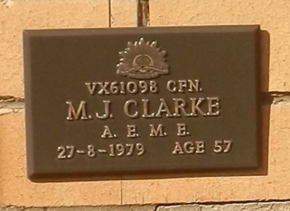 VX61098 CFN.
M. J. CLARKE
A. E. M. E.
27-8-1979 AGE 57